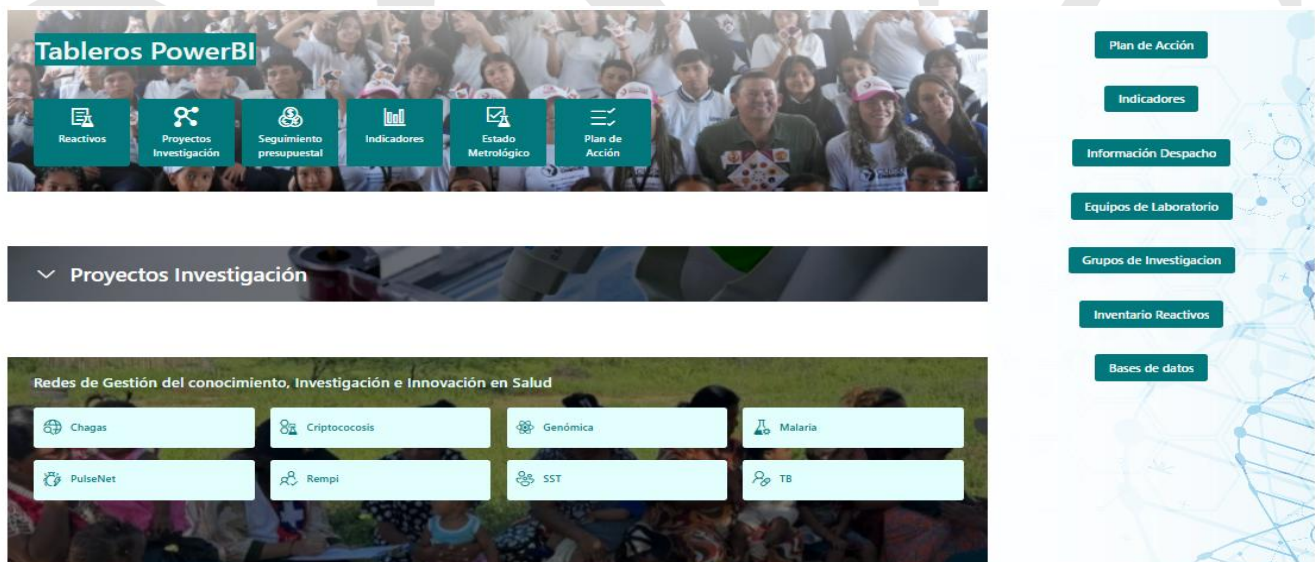 Tableros PowerBI
Reactivos
Proyectos
Investigación
Seguimiento
presupuestal
Indicadores
Estado
Metrológico
Plan de
Acción
Proyectos Investigación
Redes de Gestión del conocimiento, Investigación e Innovación en Salud
Chagas
Criptococosis
Genómica
Malaria
PulseNet
Rempi
SST
TB
Plan de Acción
Indicadores
Información Despacho
Equipos de Laboratorio
Grupos de Investigacion
Inventario Reactivos
Bases de datos